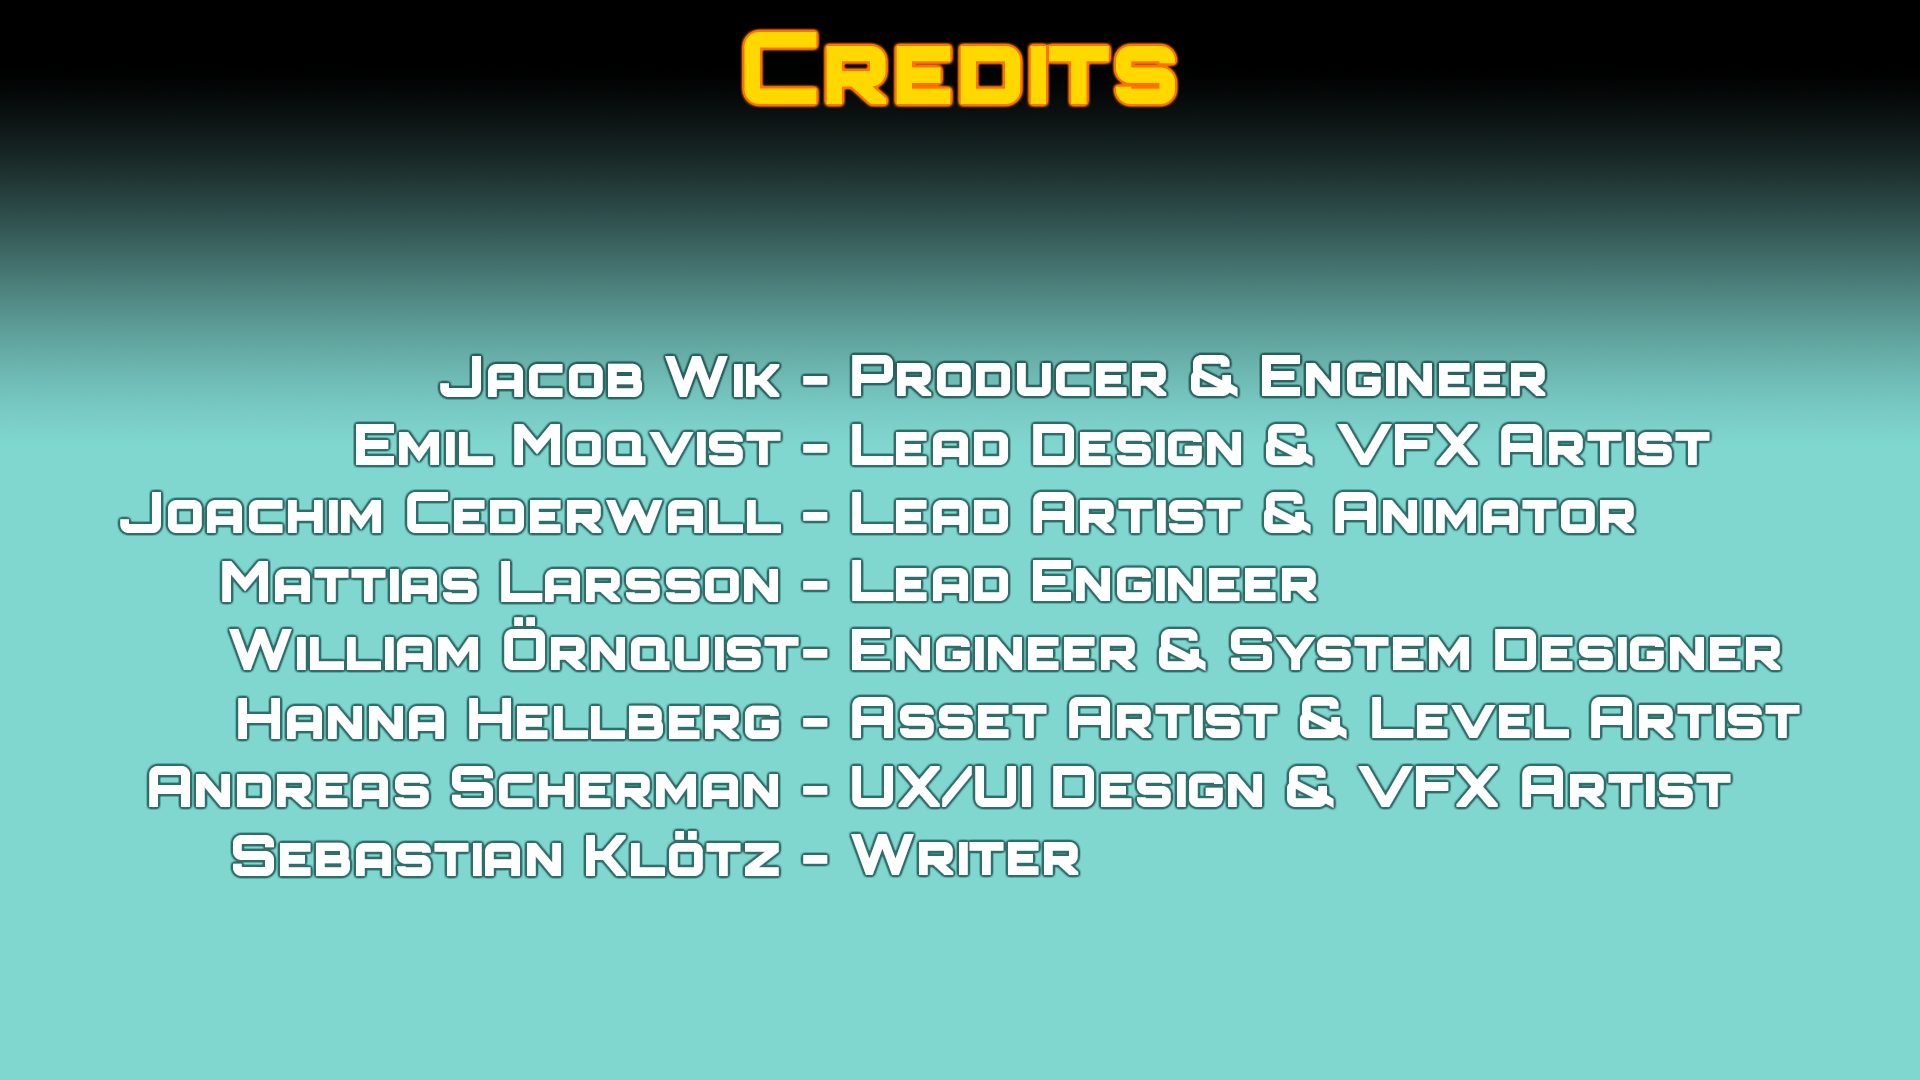 Credits
Jacob Wik - Producer & Engineer
Emil Moqvist - Lead Design & VFX Artist
Joachim Cederwall - Lead Artist & Animator
Mattias Larsson - Lead Engineer
William Örnquist- Engineer & System Designer
Hanna Hellberg - Asset Artist & Level Artist
Andreas Scherman - UX/UI Design & VFX Artist
Sebastian Klötz - Writer